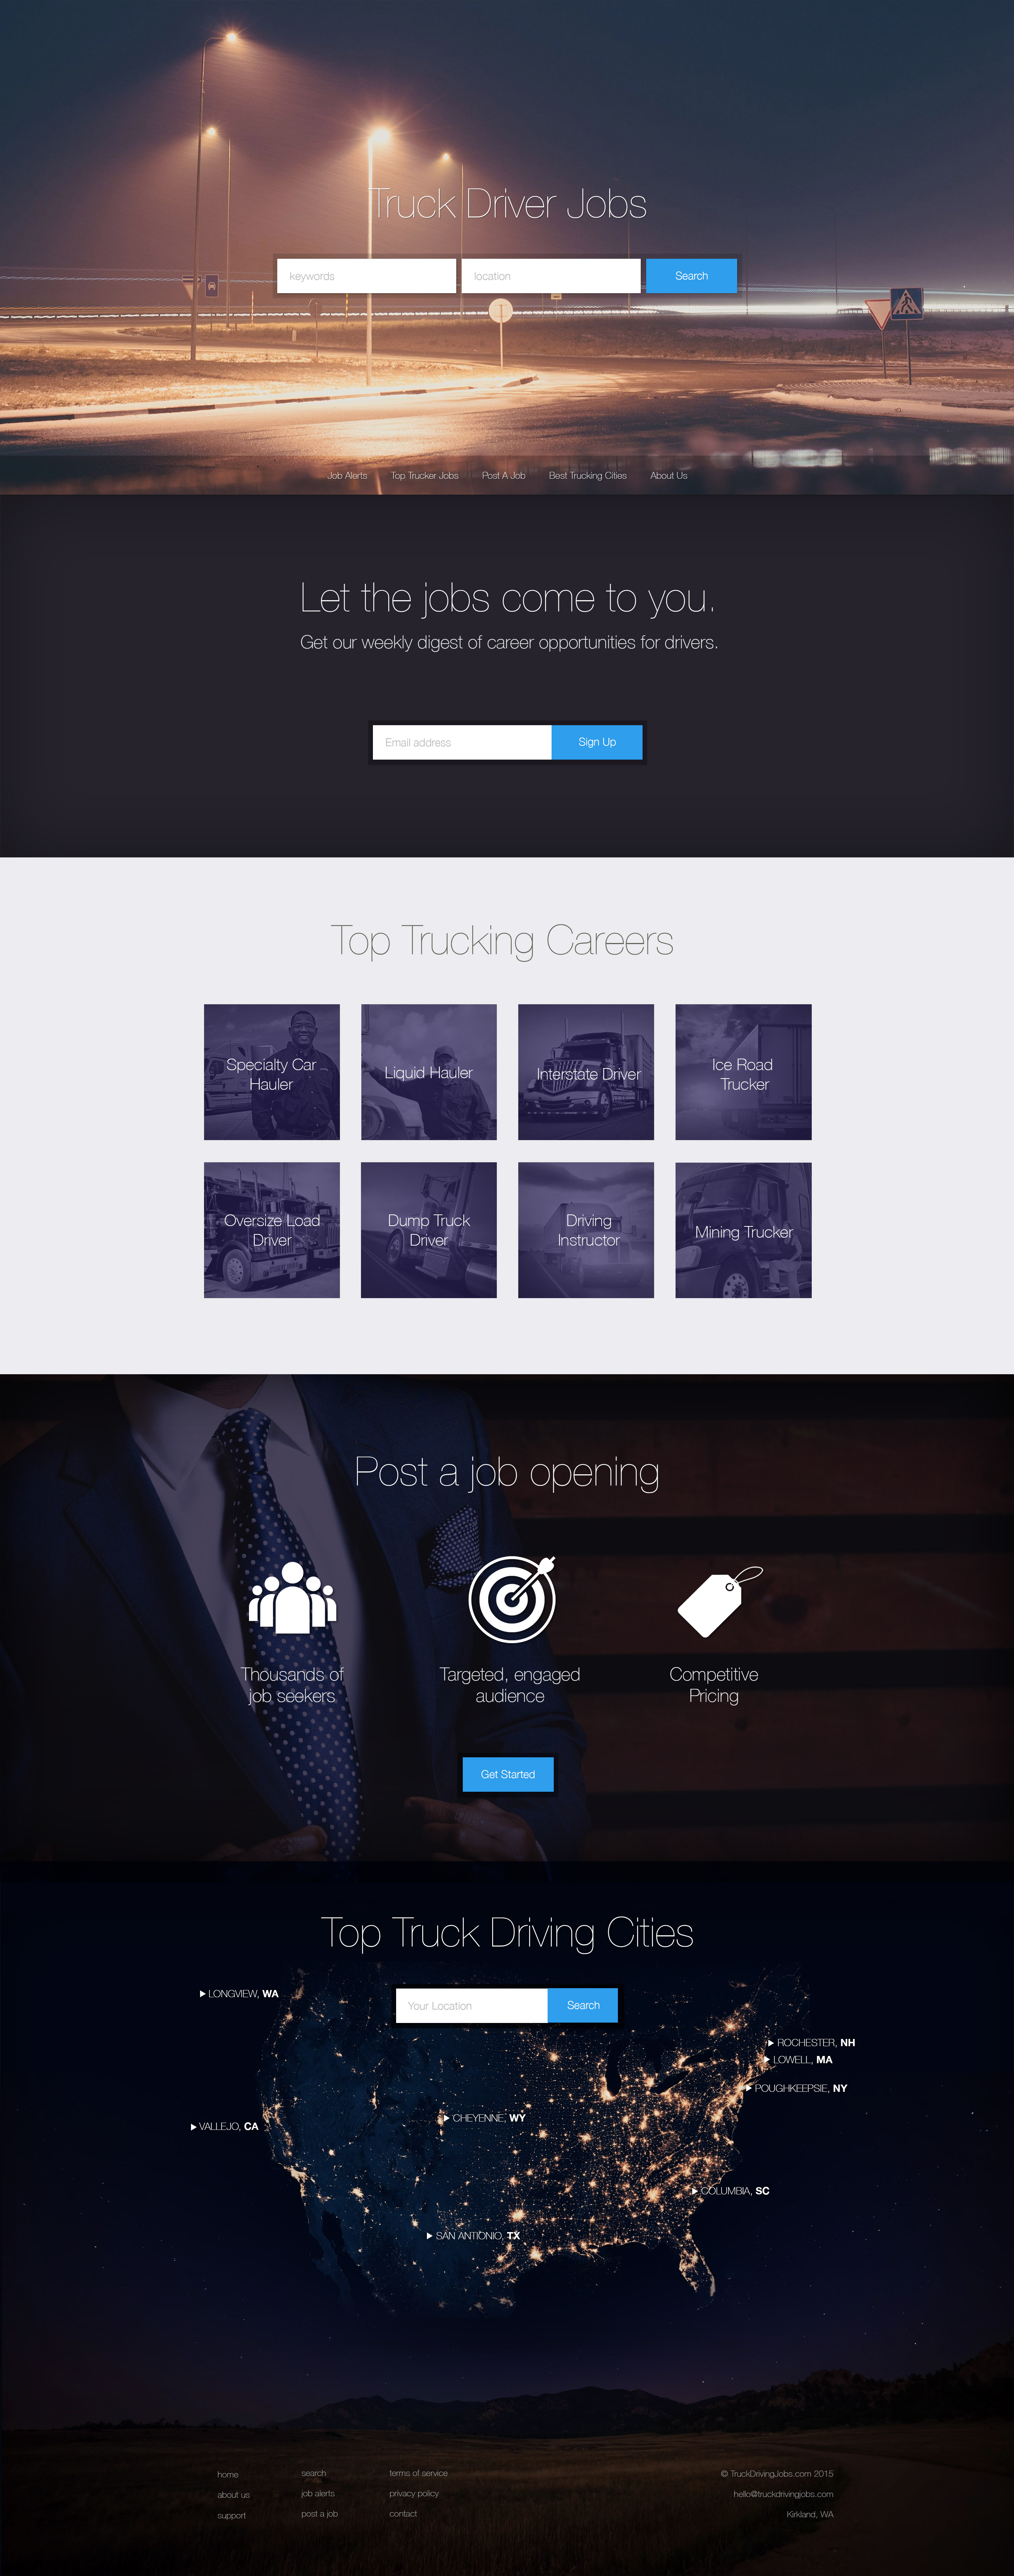 Truck Driver Jobs
keywords
location
Search
Job Alerts
Top Trucker Jobs
Post A Job
Best Trucking Cities
About Us
Let the jobs come to you.
Get our weekly digest of career opportunities for drivers.
Email address
Sign Up
Top Trucking Careers
Specialty Car
Hauler
Liquid Hauler
Interstate Driver
Ice Road
Trucker
Oversize Load
Driver
Dump Truck
Driver
Driving
Instructor
Mining Trucker
Post a job opening
Thousands of
job seekers
Targeted, engaged
audience
Competitive
Pricing
Get Started
Top Truck Driving Cities
Your Location
Search
LONGVIEW, WA
ROCHESTER, NH
LOWELL, MA
POUGHKEEPSIE, NY
CHEYENNE, WY
VALLEJO, CA
COLUMBIA, SC
SAN ANTONIO, TX
home
about us
support
search
job alerts
post a job
terms of service
privacy policy
contact
© TruckDrivingJobs.com 2015
hello@truckdrivingjobs.com
Kirkland, WA